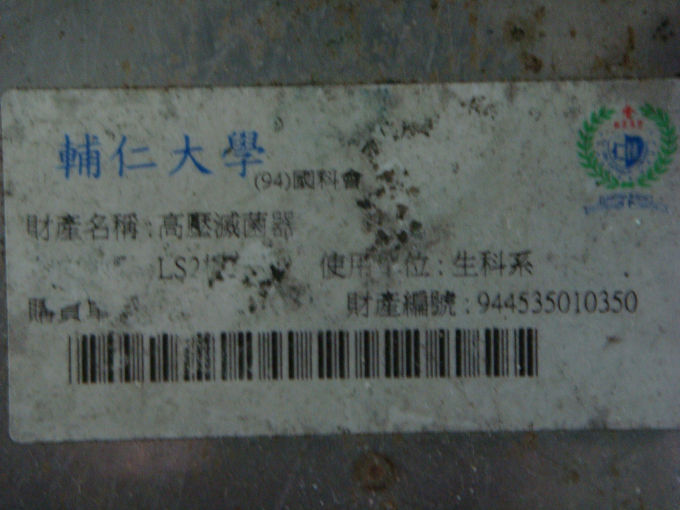 輔仁大學
(94)國科會
財產名稱：高壓滅菌器
使用單位：生科系
財產編號：944535010350